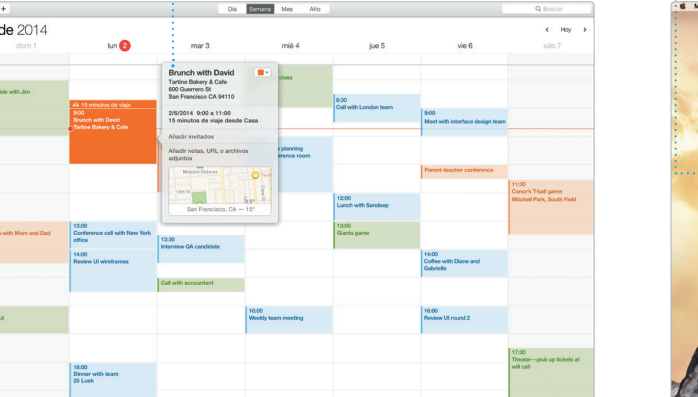 +
Día Semana Mes Año
Buscar
de 2014
Hoy
dom 1
lun 2
mar 3
mié 4
jue 5
vie 6
sáb 7
ide with Jim
15 minutos de viaje
9:00
Brunch with David
Tartine Bakery & Cafe
13:00
Conference call with New York
office
14:00
Review UI wireframes
18:00
Dinner with team
25 Lusk
Brunch with David
Tartine Bakery & Cafe
600 Guerrero St
San Francisco CA 94110
2/6/2014 9:00 a 11:00
15 minutos de viaje desde Casa
Añadir invitados
Añadir notas, URL o archivos
adjuntos
Mission Dolores
San Francisco, CA — 15°
13:30
Interview QA candidate
Call with accountant
class
planning
16:00
Weekly team meeting
8:30
Call with London team
12:00
Lunch with Sandeep
Giants game
9:00
Meet with interface design team
Parent-teacher conference
14:00
Coffee with Diane and
Gabrielle
16:00
Review UI round 2
11:30
Conor's T-ball game
Mitchell Park, South Field
17:30
Theater—pick up tickets at
will call
with Mom and Dad
ut
M